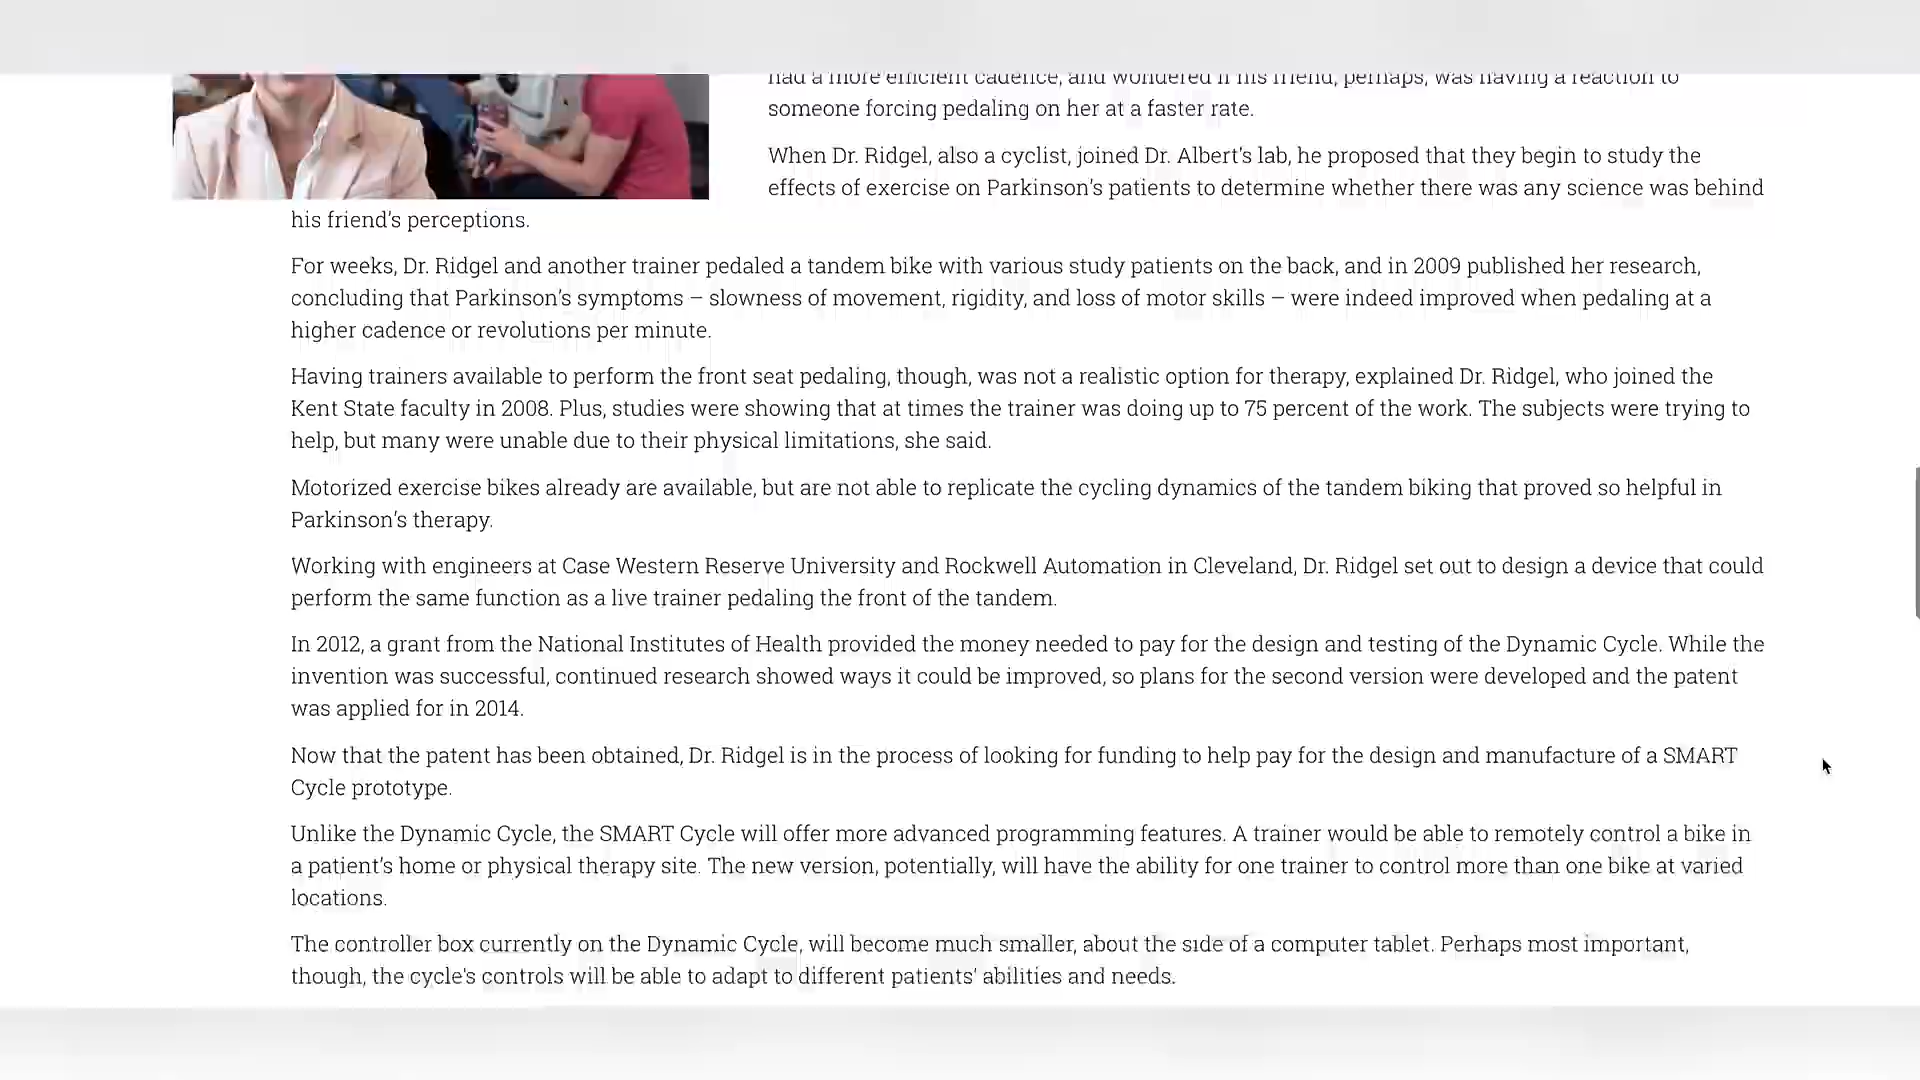 had a more efficient cadence, and wondered if his friend, perhaps, was having a reaction to
someone forcing pedaling on her at a faster rate.
When Dr. Ridgel, also a cyclist, joined Dr. Albert's lab, he proposed that they begin to study the
effects of exercise on Parkinson's patients to determine whether there was any science was behind
his friend's perceptions.
For weeks, Dr. Ridgel and another trainer pedaled a tandem bike with various study patients on the back, and in 2009 published her research,
concluding that Parkinson's symptoms – slowness of movement, rigidity, and loss of motor skills – were indeed improved when pedaling at a
higher cadence or revolutions per minute.
Having trainers available to perform the front seat pedaling, though, was not a realistic option for therapy, explained Dr. Ridgel, who joined the
Kent State faculty in 2008. Plus, studies were showing that at times the trainer was doing up to 75 percent of the work. The subjects were trying to
help, but many were unable due to their physical limitations, she said.
Motorized exercise bikes already are available, but are not able to replicate the cycling dynamics of the tandem biking that proved so helpful in
Parkinson's therapy.
Working with engineers at Case Western Reserve University and Rockwell Automation in Cleveland, Dr. Ridgel set out to design a device that could
perform the same function as a live trainer pedaling the front of the tandem.
In 2012, a grant from the National Institutes of Health provided the money needed to pay for the design and testing of the Dynamic Cycle. While the
invention was successful, continued research showed ways it could be improved, so plans for the second version were developed and the patent
was applied for in 2014.
Now that the patent has been obtained, Dr. Ridgel is in the process of looking for funding to help pay for the design and manufacture of a SMART
Cycle prototype.
Unlike the Dynamic Cycle, the SMART Cycle will offer more advanced programming features. A trainer would be able to remotely control a bike in
a patient's home or physical therapy site. The new version, potentially, will have the ability for one trainer to control more than one bike at varied
locations.
The controller box currently on the Dynamic Cycle, will become much smaller, about the side of a computer tablet. Perhaps most important,
though, the cycle's controls will be able to adapt to different patients' abilities and needs.